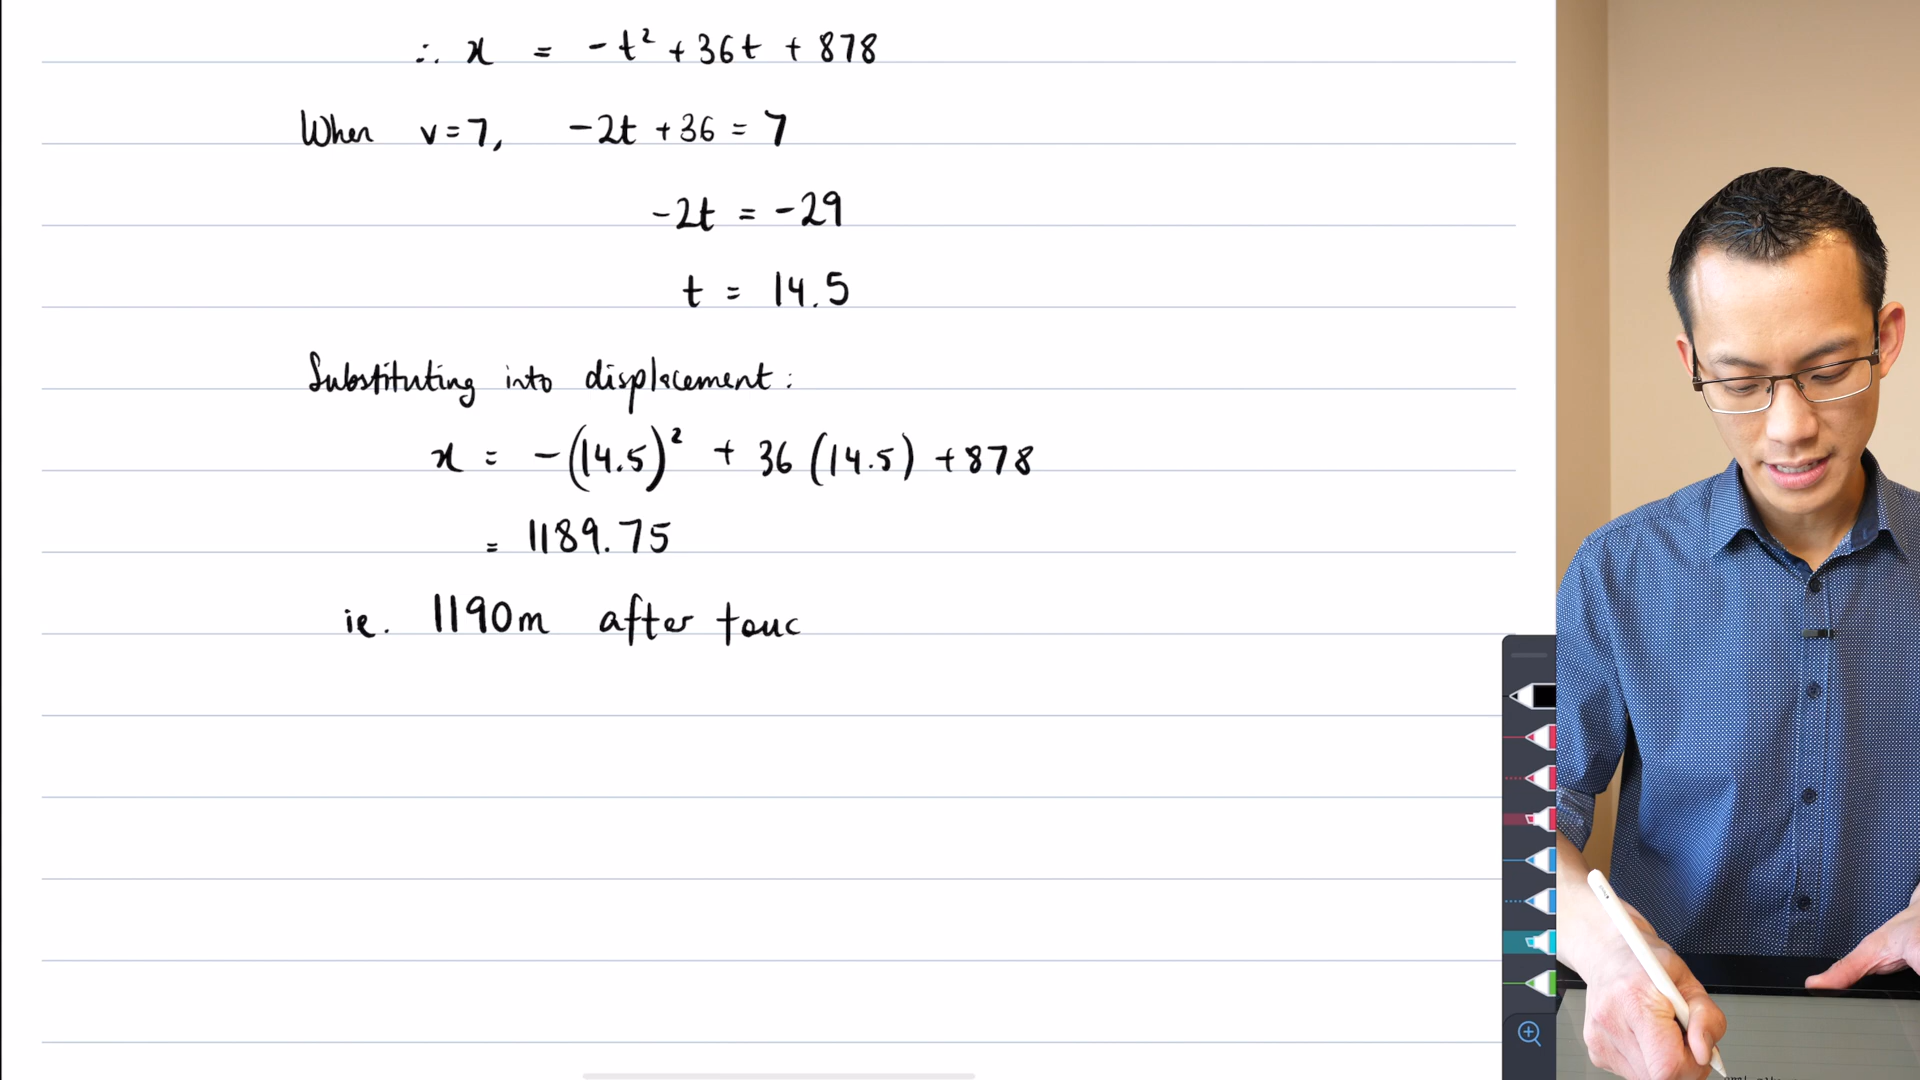 ∴ x = -t² + 36t + 878
When v=7, -2t + 36 = 7
-2t = -29
t = 14.5
Substituting into displacement:
x = -(14.5)² + 36 (14.5) + 878
= 1189.75
ie. 1190m after touc